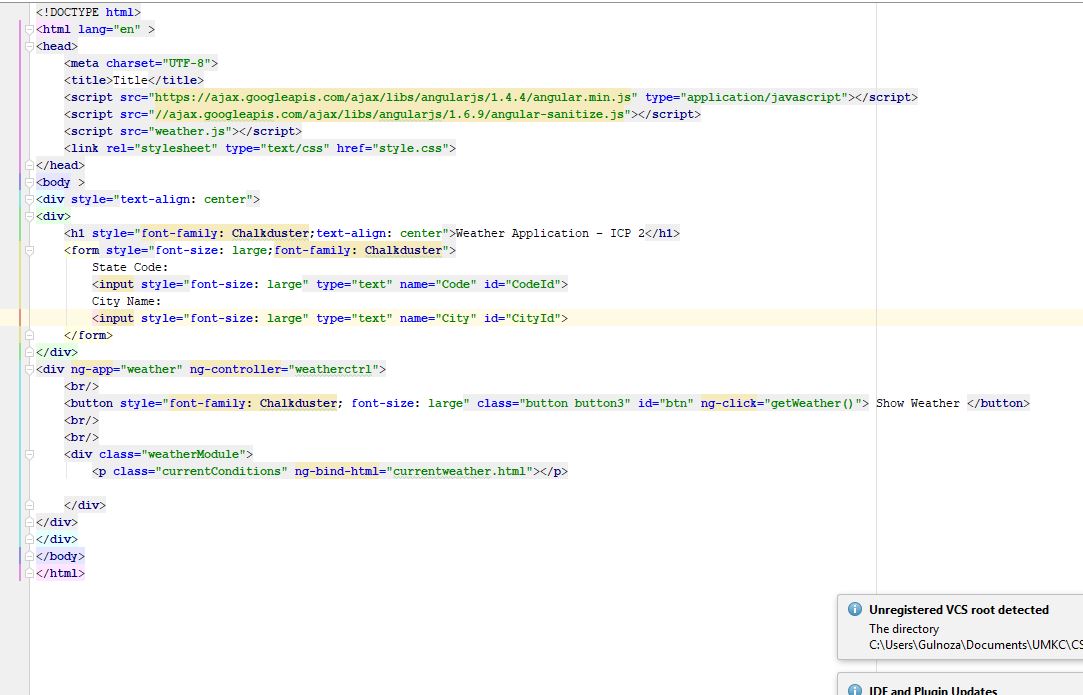 <!DOCTYPE html>
<html lang="en" >
<head>
    <meta charset="UTF-8">
    <title>Title</title>
    <script src="https://ajax.googleapis.com/ajax/libs/angularjs/1.4.4/angular.min.js" type="application/javascript"></script>
    <script src="//ajax.googleapis.com/ajax/libs/angularjs/1.6.9/angular-sanitize.js"></script>
    <script src="weather.js"></script>
    <link rel="stylesheet" type="text/css" href="style.css">
</head>
<body >
<div style="text-align: center">
<div>
    <h1 style="font-family: Chalkduster;text-align: center">Weather Application - ICP 2</h1>
    <form style="font-size: large;font-family: Chalkduster">
        State Code:
        <input style="font-size: large" type="text" name="Code" id="CodeId">
        City Name:
        <input style="font-size: large" type="text" name="City" id="CityId">
    </form>
</div>
<div ng-app="weather" ng-controller="weatherctrl">
    <br/>
    <button style="font-family: Chalkduster; font-size: large" class="button button3" id="btn" ng-click="getWeather()"> Show Weather </button>
    <br/>
    <br/>
    <div class="weatherModule">
        <p class="currentConditions" ng-bind-html="currentweather.html"></p>

    </div>
</div>
</div>
</body>
</html>
Unregistered VCS root detected
The directory
C:\Users\Gulnoza\Documents\UMKC\CS
IDE and Plugin Updates